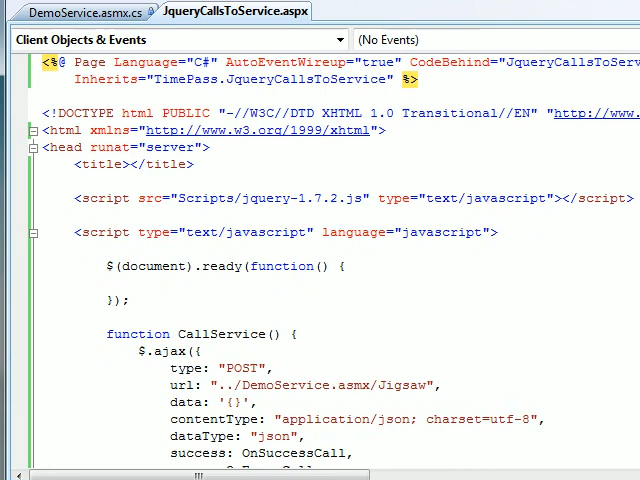 DemoService.asmx.cs JqueryCallsToService.aspx
Client Objects & Events (No Events)
<%@ Page Language="C#" AutoEventWireup="true" CodeBehind="JqueryCallsToServ
Inherits="TimePass.JqueryCallsToService" %>
<!DOCTYPE html PUBLIC "-//W3C//DTD XHTML 1.0 Transitional//EN" "http://www.w3.
<html xmlns="http://www.w3.org/1999/xhtml">
<head runat="server">
<title></title>
<script src="Scripts/jquery-1.7.2.js" type="text/javascript"></script>
<script type="text/javascript" language="javascript">
$(document).ready(function() {
});
function CallService() {
$.ajax({
type: "POST",
url: "../DemoService.asmx/Jigsaw",
data: '{}',
contentType: "application/json; charset=utf-8",
dataType: "json",
success: OnSuccessCall,